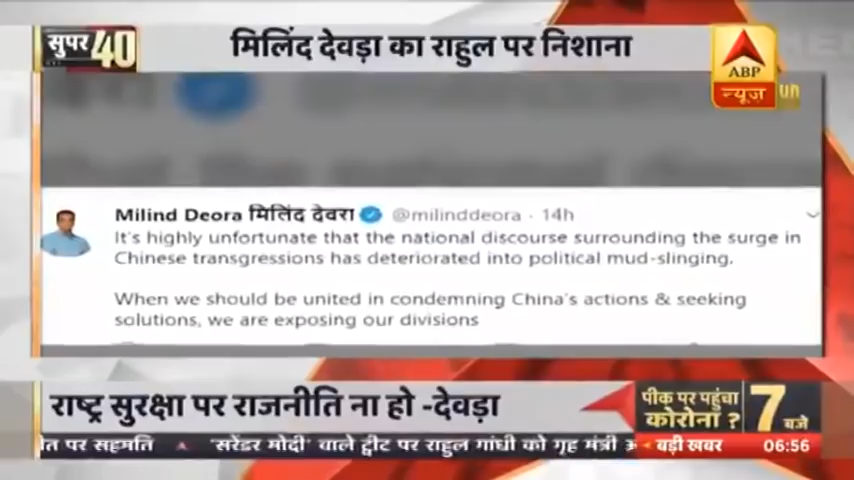 सुपर 40
मिलिंद देवड़ा का राहुल पर निशाना
ABP
न्यूज़
Milind Deora मिलिंद देवरा @milinddeora · 14h
It's highly unfortunate that the national discourse surrounding the surge in
Chinese transgressions has deteriorated into political mud-slinging.
When we should be united in condemning China's actions & seeking
solutions, we are exposing our divisions
राष्ट्र सुरक्षा पर राजनीति ना हो -देवड़ा
पीक पर पहुंचा
कोरोना ?
7 बजे
पर सहमति ▲ 'सरेंडर मोदी' वाले ट्वीट पर राहुल गांधी को गृह मंत्री
बड़ी खबर
06:56